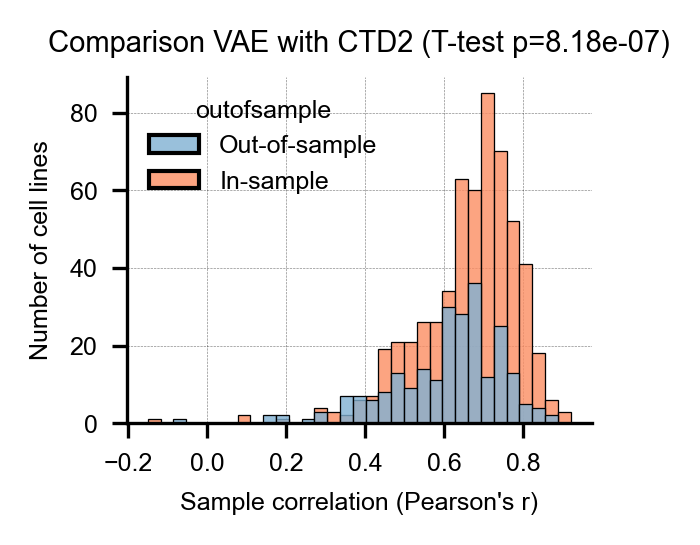 Comparison VAE with CTD2 (T-test p=8.18e-07)
outofsample
Out-of-sample
In-sample
Number of cell lines
80
60
40
20
0
−0.2 0.0 0.2 0.4 0.6 0.8
Sample correlation (Pearson's r)